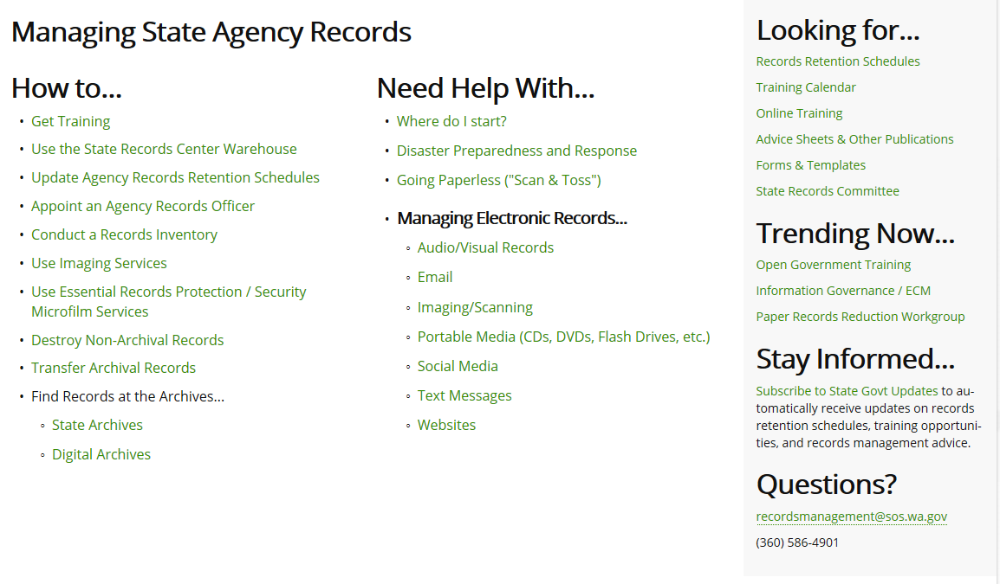 Managing State Agency Records
How to...
• Get Training
• Use the State Records Center Warehouse
• Update Agency Records Retention Schedules
• Appoint an Agency Records Officer
• Conduct a Records Inventory
• Use Imaging Services
• Use Essential Records Protection / Security
Microfilm Services
• Destroy Non-Archival Records
• Transfer Archival Records
• Find Records at the Archives...
◦ State Archives
◦ Digital Archives
Need Help With...
• Where do I start?
• Disaster Preparedness and Response
• Going Paperless ("Scan & Toss")
• Managing Electronic Records...
◦ Audio/Visual Records
◦ Email
◦ Imaging/Scanning
◦ Portable Media (CDs, DVDs, Flash Drives, etc.)
◦ Social Media
◦ Text Messages
◦ Websites
Looking for...
Records Retention Schedules
Training Calendar
Online Training
Advice Sheets & Other Publications
Forms & Templates
State Records Committee
Trending Now...
Open Government Training
Information Governance / ECM
Paper Records Reduction Workgroup
Stay Informed...
Subscribe to State Govt Updates to au-
tomatically receive updates on records
retention schedules, training opportuni-
ties, and records management advice.
Questions?
recordsmanagement@sos.wa.gov
(360) 586-4901